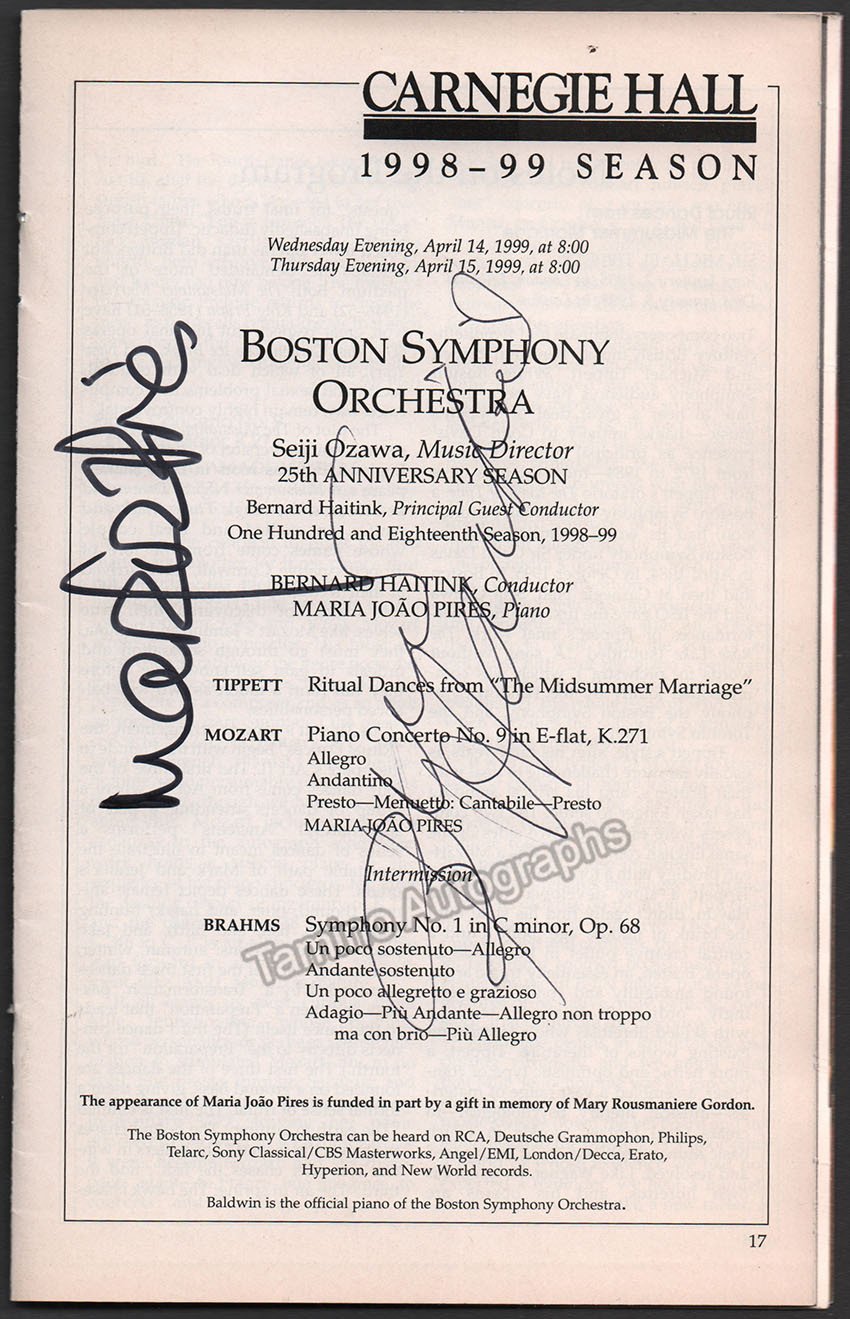 CARNEGIE HALL
1998–99 SEASON
Wednesday Evening, April 14, 1999, at 8:00
Thursday Evening, April 15, 1999, at 8:00
BOSTON SYMPHONY
ORCHESTRA
Seiji Ozawa, Music Director
25th ANNIVERSARY SEASON
Bernard Haitink, Principal Guest Conductor
One Hundred and Eighteenth Season, 1998–99
BERNARD HAITINK, Conductor
MARIA JOÃO PIRES, Piano
TIPPETT Ritual Dances from “The Midsummer Marriage”
MOZART Piano Concerto No. 9 in E-flat, K.271
Allegro
Andantino
Presto—Menuetto: Cantabile—Presto
MARIA JOÃO PIRES
Intermission
BRAHMS Symphony No. 1 in C minor, Op. 68
Un poco sostenuto—Allegro
Andante sostenuto
Un poco allegretto e grazioso
Adagio—Più Andante—Allegro non troppo
ma con brio—Più Allegro
Tamino Autographs
The appearance of Maria João Pires is funded in part by a gift in memory of Mary Rousmaniere Gordon.
The Boston Symphony Orchestra can be heard on RCA, Deutsche Grammophon, Philips,
Telarc, Sony Classical/CBS Masterworks, Angel/EMI, London/Decca, Erato,
Hyperion, and New World records.
Baldwin is the official piano of the Boston Symphony Orchestra.
17